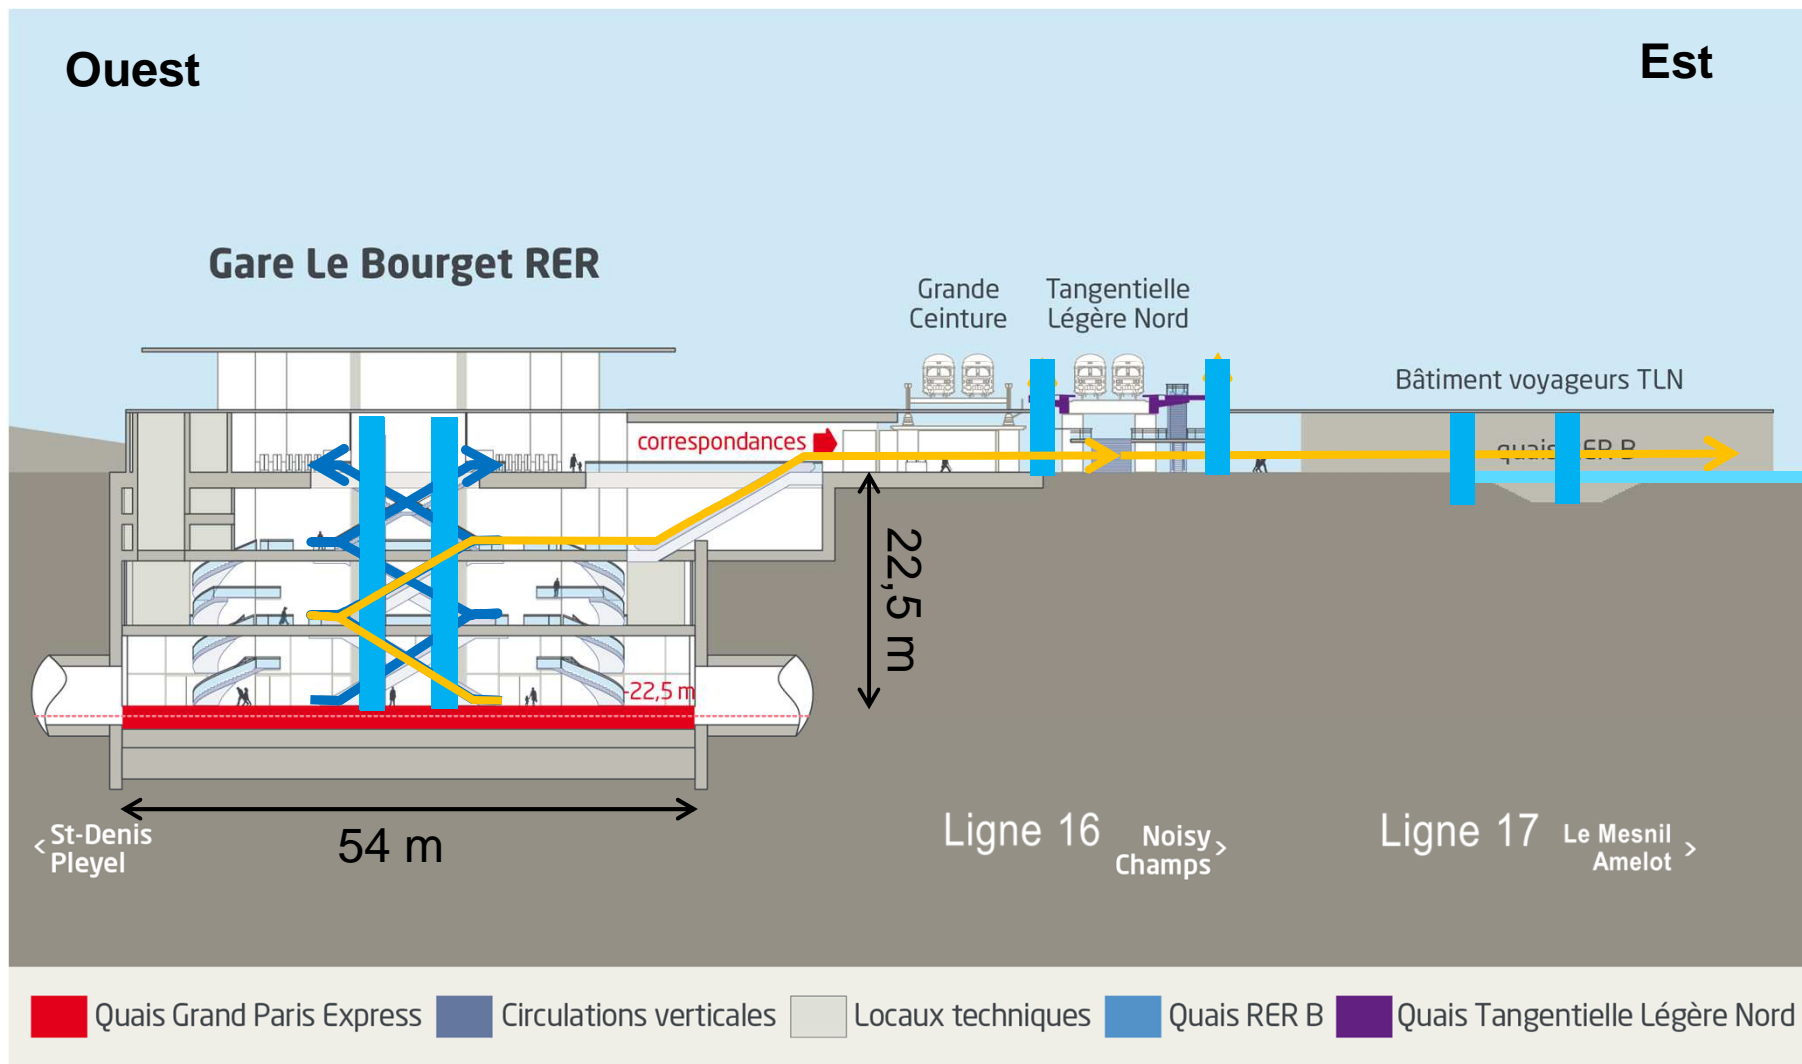 Ouest
Est
Gare Le Bourget RER
Grande
Ceinture
Tangentielle
Légère Nord
Bâtiment voyageurs TLN
correspondances
quais RER B
22,5 m
-22,5 m
54 m
< St-Denis
Pleyel
Ligne 16
Noisy >
Champs
Ligne 17
Le Mesnil >
Amelot
Quais Grand Paris Express
Circulations verticales
Locaux techniques
Quais RER B
Quais Tangentielle Légère Nord